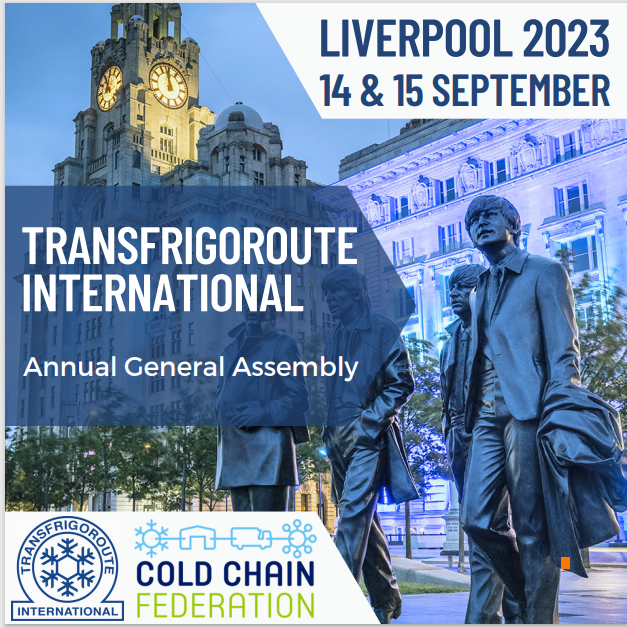 LIVERPOOL 2023
14 & 15 SEPTEMBER
TRANSFRIGOROUTE
INTERNATIONAL
Annual General Assembly
TRANSFRIGOROUTE
INTERNATIONAL
COLD CHAIN
FEDERATION